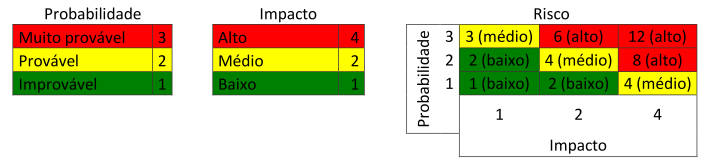 Probabilidade
Muito provável 3
Provável 2
Improvável 1
Impacto
Alto 4
Médio 2
Baixo 1
Risco
Probabilidade
3 3 (médio) 6 (alto) 12 (alto)
2 2 (baixo) 4 (médio) 8 (alto)
1 1 (baixo) 2 (baixo) 4 (médio)
1 2 4
Impacto